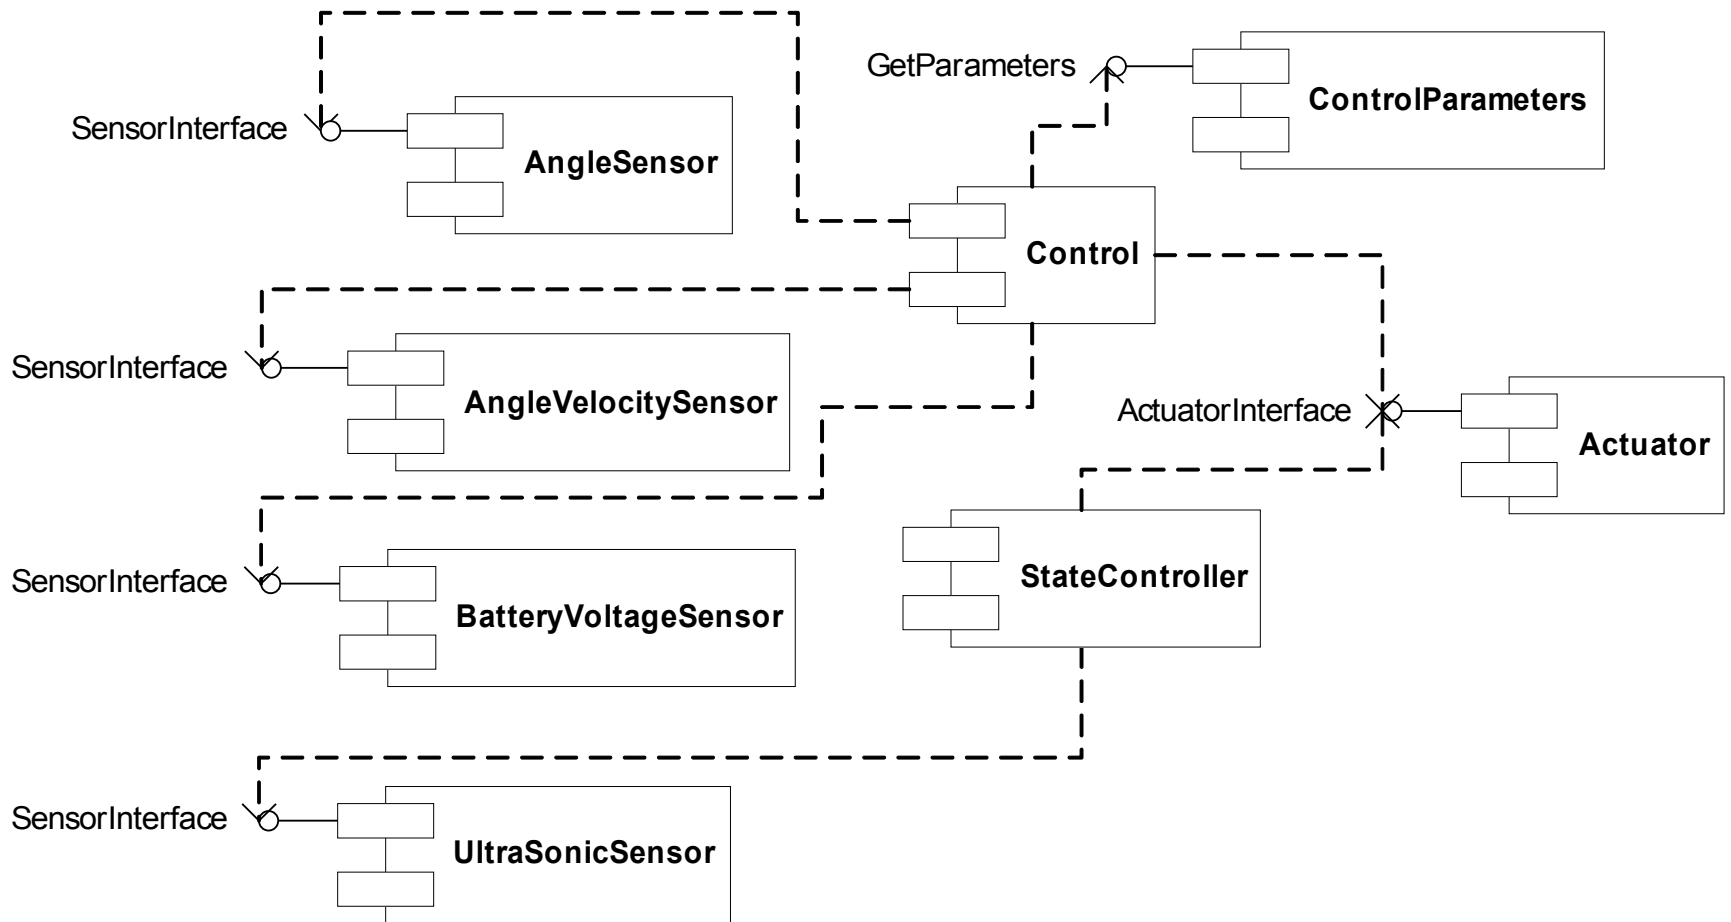 GetParameters
ControlParameters
SensorInterface
AngleSensor
Control
SensorInterface
AngleVelocitySensor
ActuatorInterface
Actuator
SensorInterface
BatteryVoltageSensor
StateController
SensorInterface
UltraSonicSensor